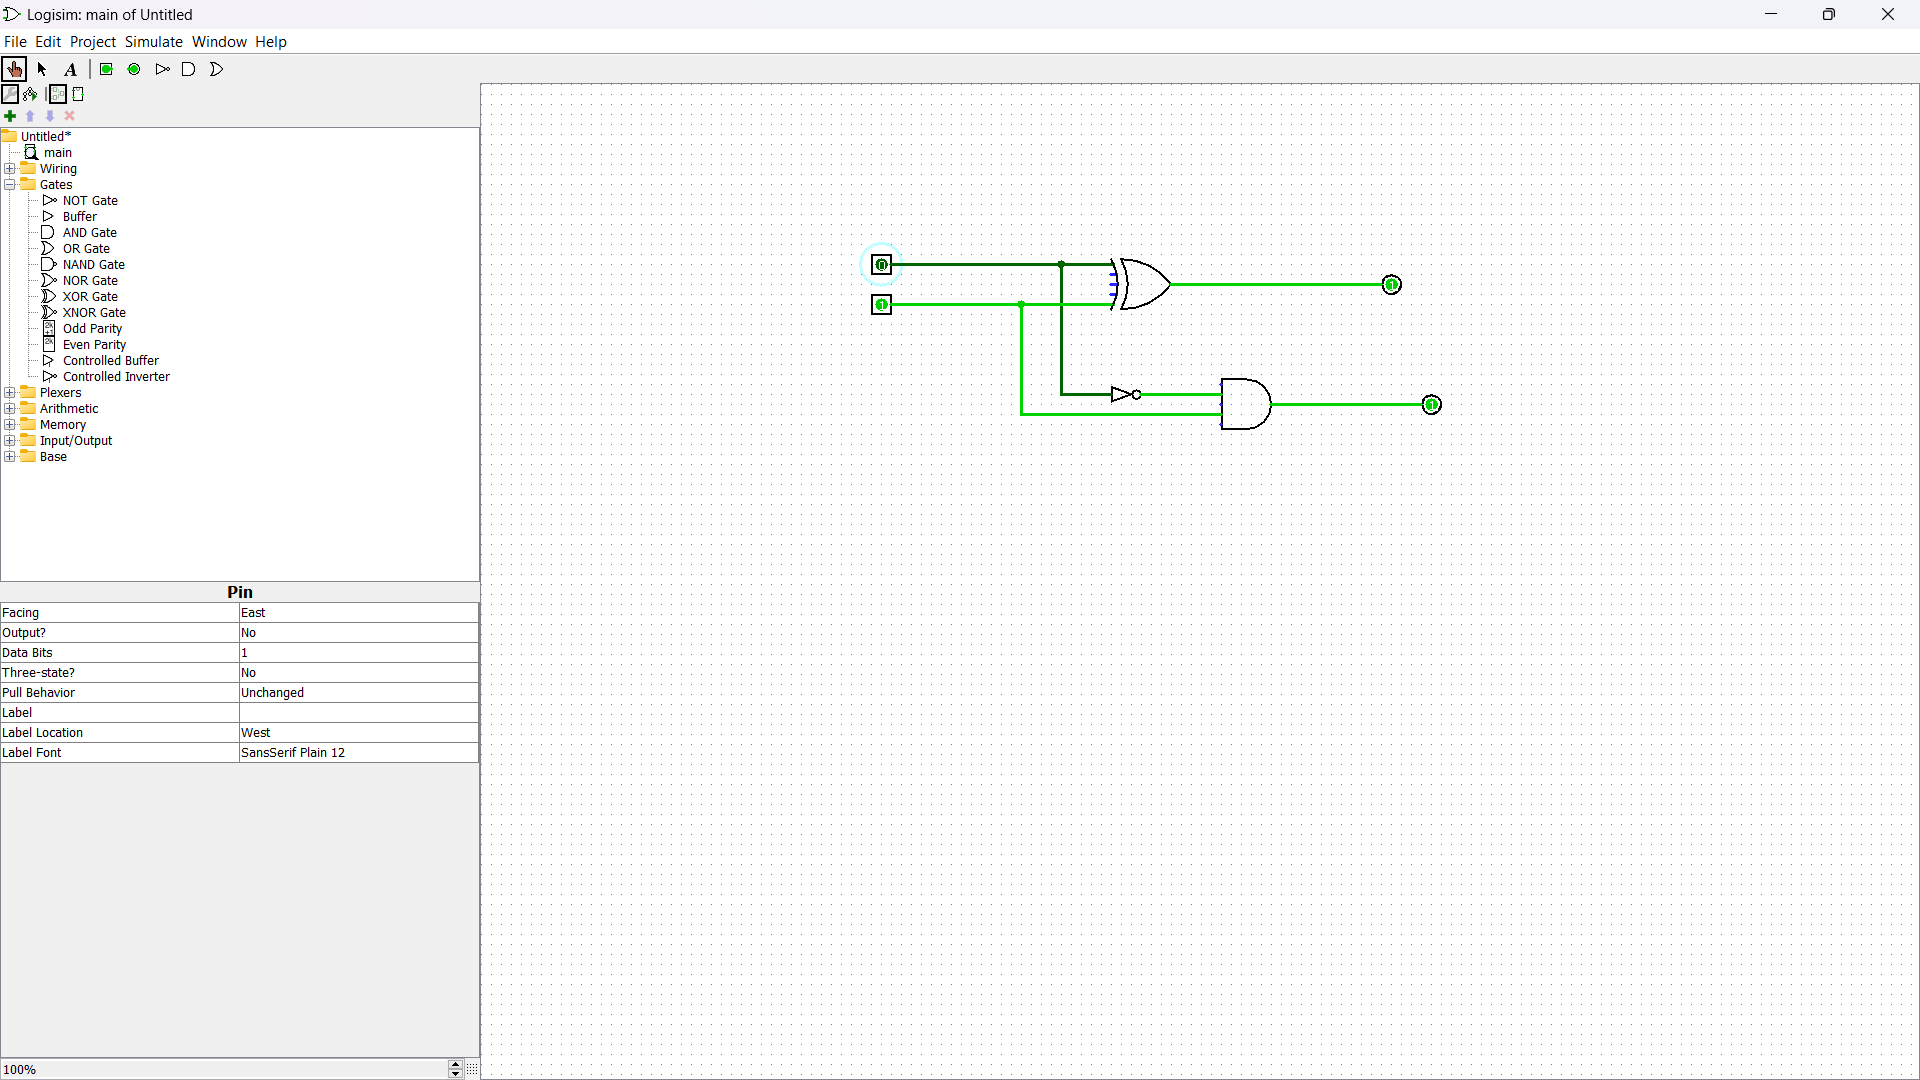 Logisim: main of Untitled
File Edit Project Simulate Window Help
A
Untitled*
main
Wiring
Gates
NOT Gate
Buffer
AND Gate
OR Gate
NAND Gate
NOR Gate
XOR Gate
XNOR Gate
Odd Parity
Even Parity
Controlled Buffer
Controlled Inverter
Plexers
Arithmetic
Memory
Input/Output
Base
Pin
Facing East
Output? No
Data Bits 1
Three-state? No
Pull Behavior Unchanged
Label
Label Location West
Label Font SansSerif Plain 12
100%
0
1
1
1